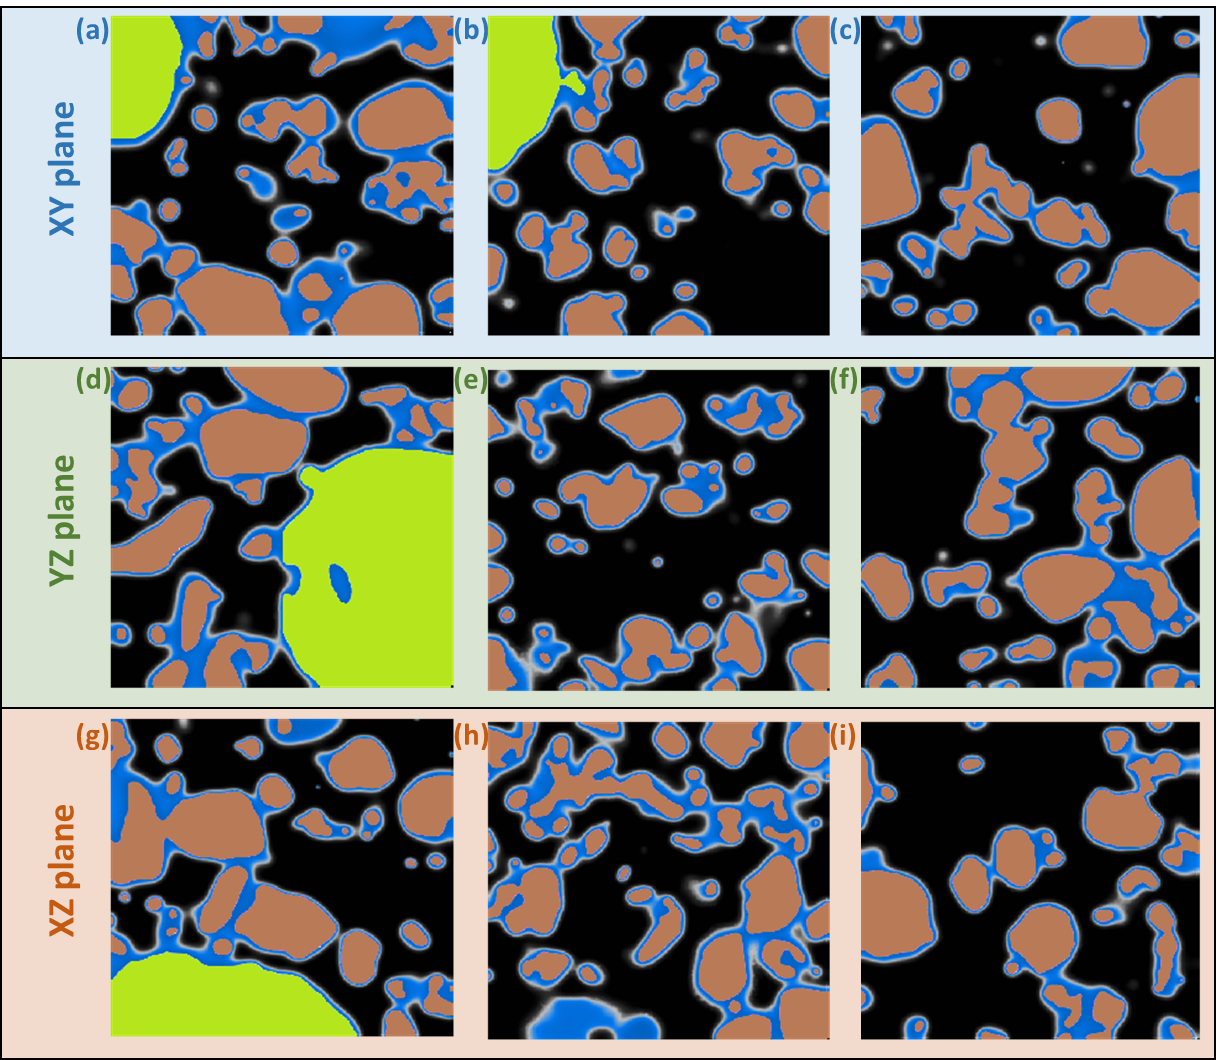 XY plane
(a)
(b)
(c)
YZ plane
(d)
(e)
(f)
XZ plane
(g)
(h)
(i)